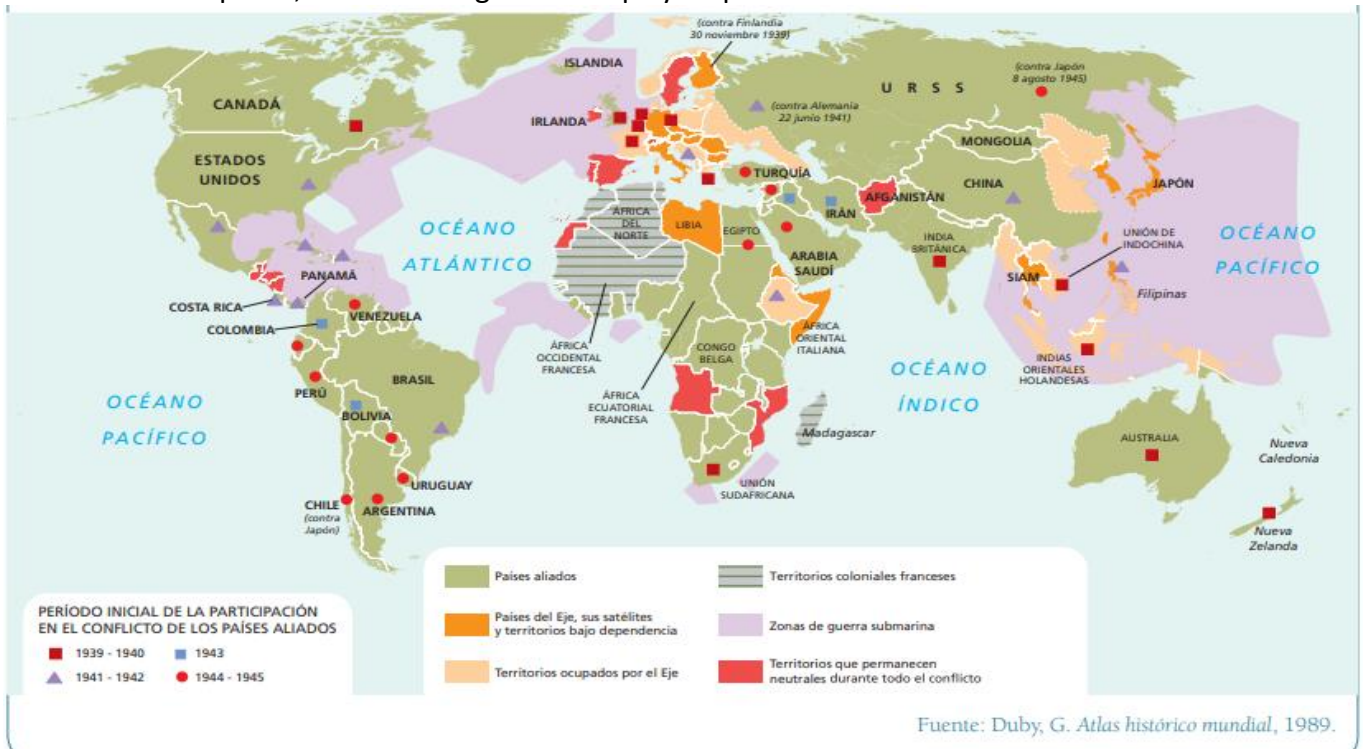 (contra Finlandia
30 noviembre 1939)
ISLANDIA
(contra Japón
8 agosto 1945)
U R S S
CANADÁ
(contra Alemania
22 junio 1941)
IRLANDA
ESTADOS
UNIDOS
MONGOLIA
TURQUÍA
CHINA
JAPÓN
AFGANISTÁN
IRÁN
ÁFRICA
DEL
NORTE
LIBIA
EGIPTO
OCÉANO
ATLÁNTICO
INDIA
BRITÁNICA
UNIÓN DE
INDOCHINA
OCÉANO
PACÍFICO
ARABIA
SAUDÍ
PANAMÁ
SIAM
Filipinas
COSTA RICA
VENEZUELA
COLOMBIA
ÁFRICA
ORIENTAL
ITALIANA
ÁFRICA
OCCIDENTAL
FRANCESA
CONGO
BELGA
INDIAS
ORIENTALES
HOLANDESAS
OCÉANO
ÍNDICO
PERÚ
BRASIL
ÁFRICA
ECUATORIAL
FRANCESA
OCÉANO
PACÍFICO
BOLIVIA
Madagascar
AUSTRALIA
Nueva
Caledonia
UNIÓN
SUDAFRICANA
URUGUAY
CHILE
(contra
Japón)
ARGENTINA
Nueva
Zelanda
PERÍODO INICIAL DE LA PARTICIPACIÓN
EN EL CONFLICTO DE LOS PAÍSES ALIADOS
1939 - 1940
1943
1941 - 1942
1944 - 1945
Países aliados
Países del Eje, sus satélites
y territorios bajo dependencia
Territorios ocupados por el Eje
Territorios coloniales franceses
Zonas de guerra submarina
Territorios que permanecen
neutrales durante todo el conflicto
Fuente: Duby, G. Atlas histórico mundial, 1989.